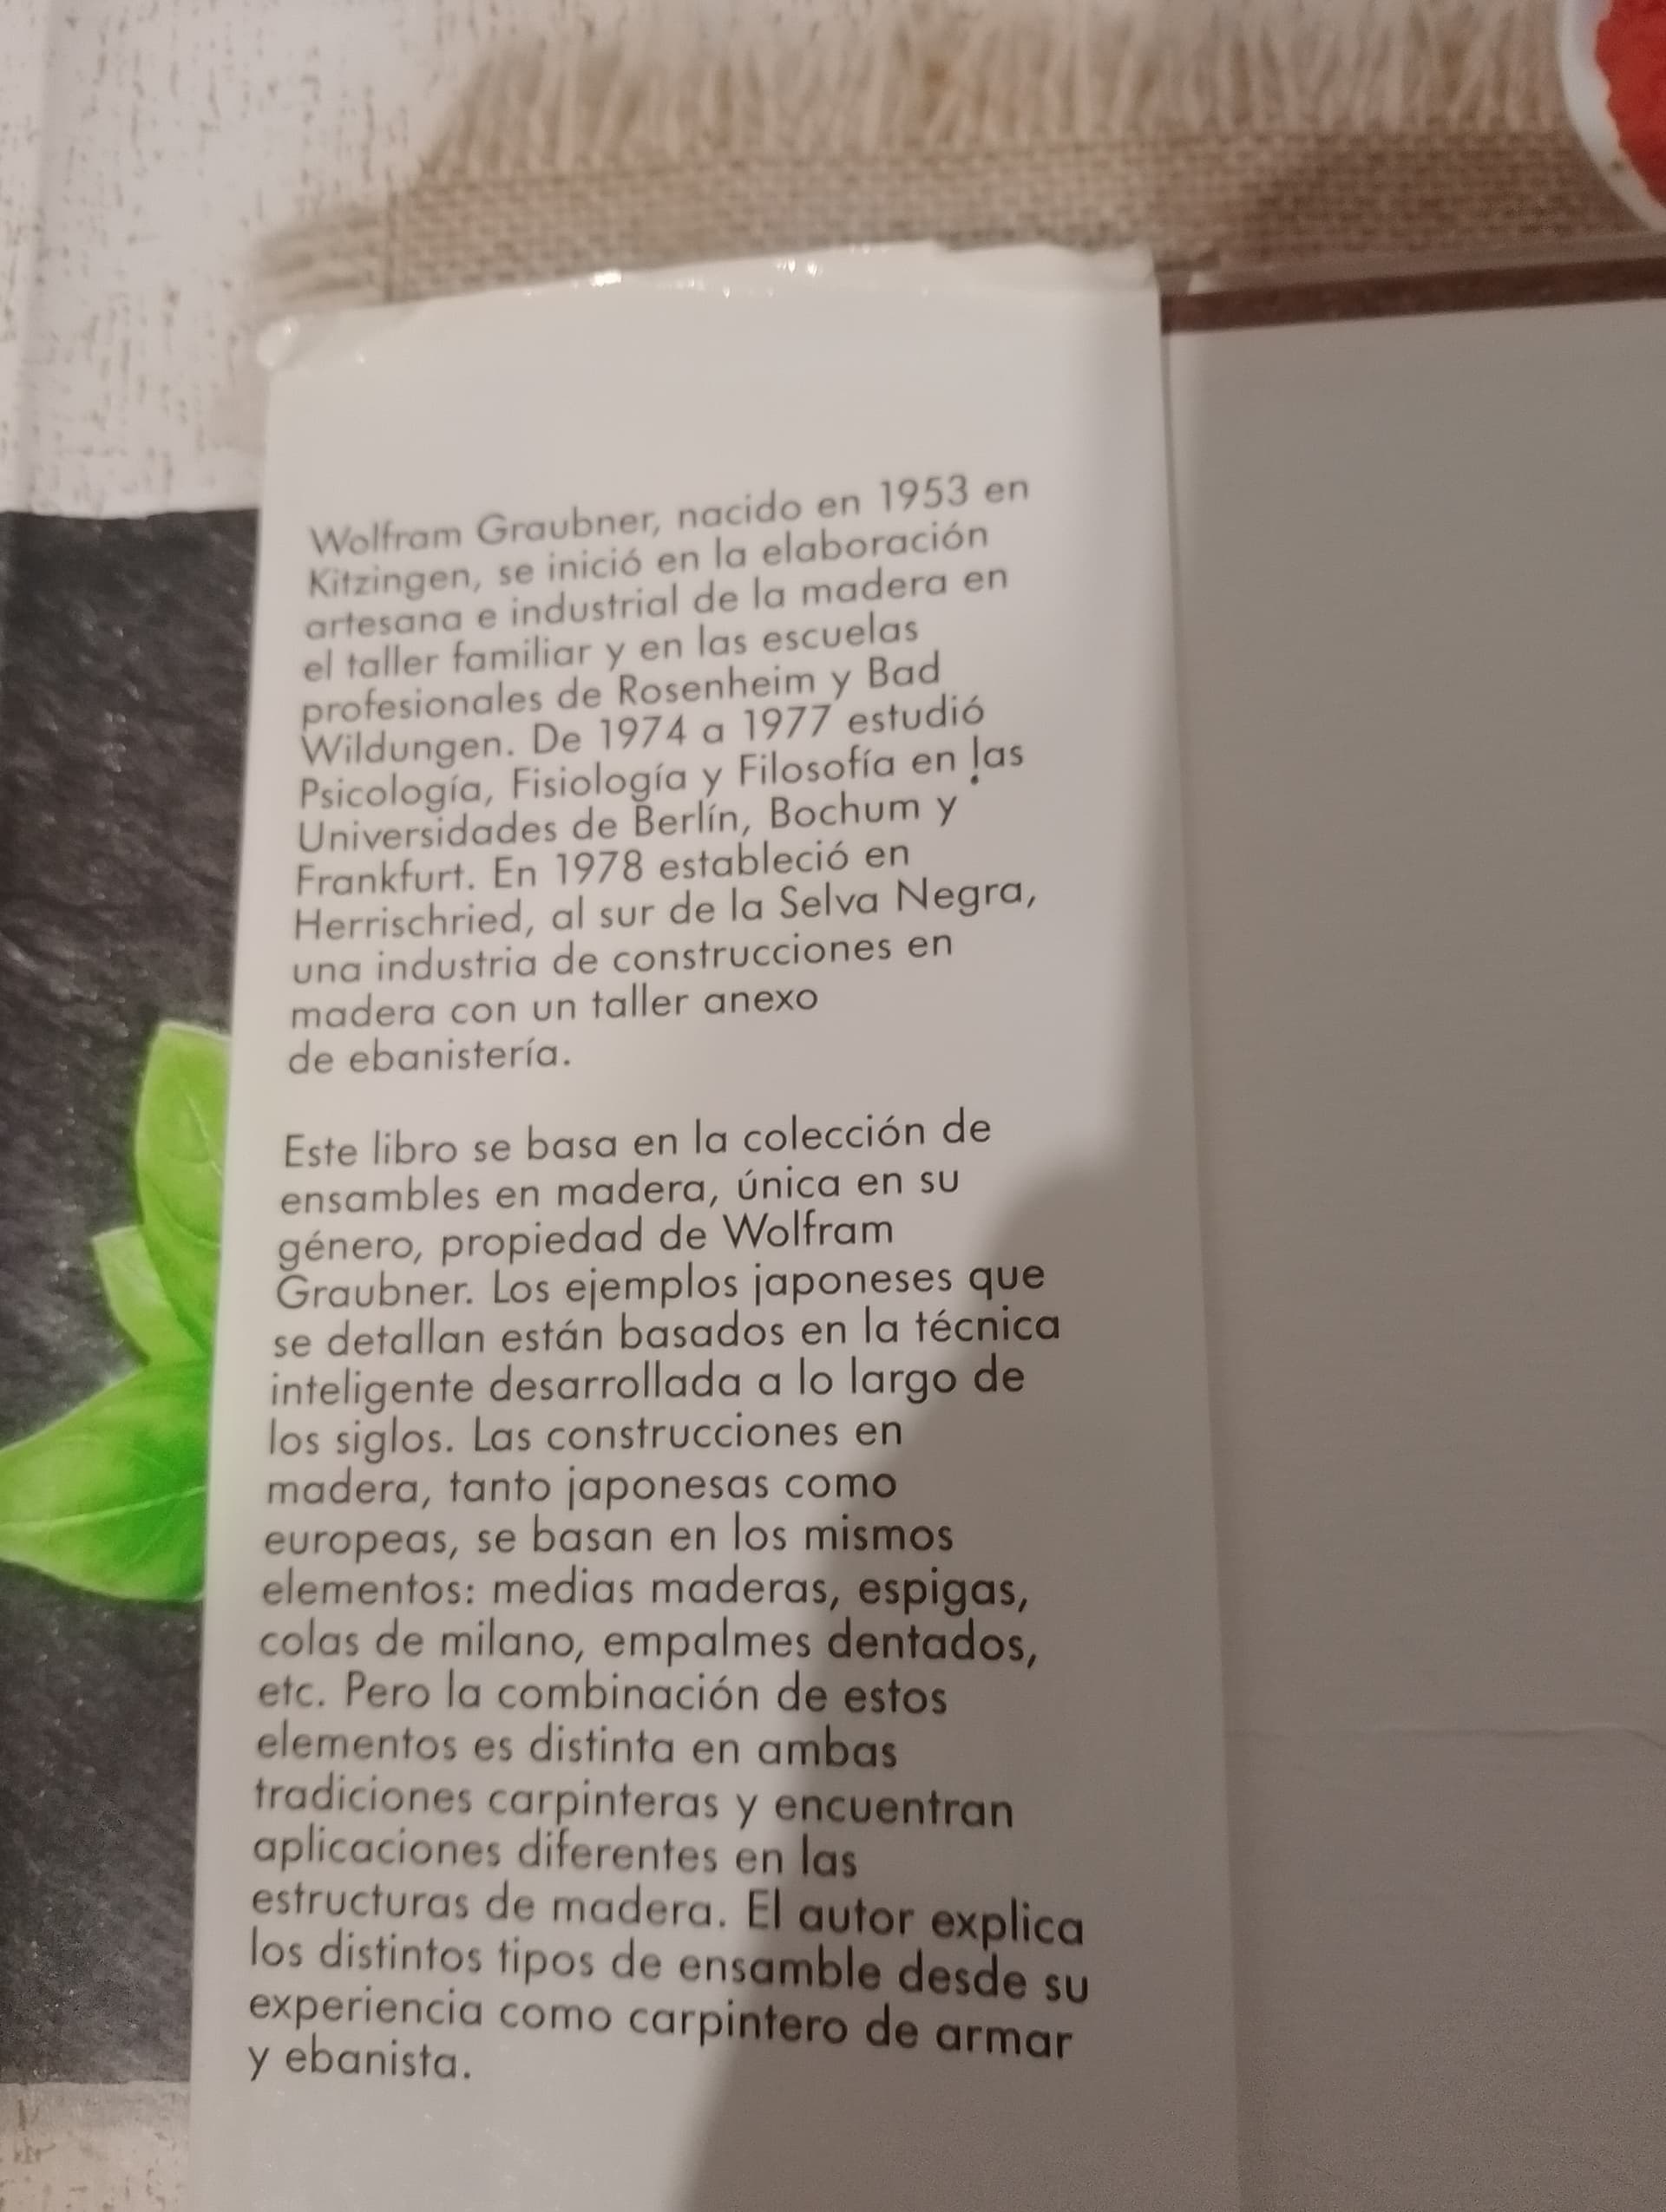 Wolfram Graubner, nacido en 1953 en
Kitzingen, se inició en la elaboración
artesana e industrial de la madera en
el taller familiar y en las escuelas
profesionales de Rosenheim y Bad
Wildungen. De 1974 a 1977 estudió
Psicología, Fisiología y Filosofía en las
Universidades de Berlín, Bochum y
Frankfurt. En 1978 estableció en
Herrischried, al sur de la Selva Negra,
una industria de construcciones en
madera con un taller anexo
de ebanistería.
Este libro se basa en la colección de
ensambles en madera, única en su
género, propiedad de Wolfram
Graubner. Los ejemplos japoneses que
se detallan están basados en la técnica
inteligente desarrollada a lo largo de
los siglos. Las construcciones en
madera, tanto japonesas como
europeas, se basan en los mismos
elementos: medias maderas, espigas,
colas de milano, empalmes dentados,
etc. Pero la combinación de estos
elementos es distinta en ambas
tradiciones carpinteras y encuentran
aplicaciones diferentes en las
estructuras de madera. El autor explica
los distintos tipos de ensamble desde su
experiencia como carpintero de armar
y ebanista.